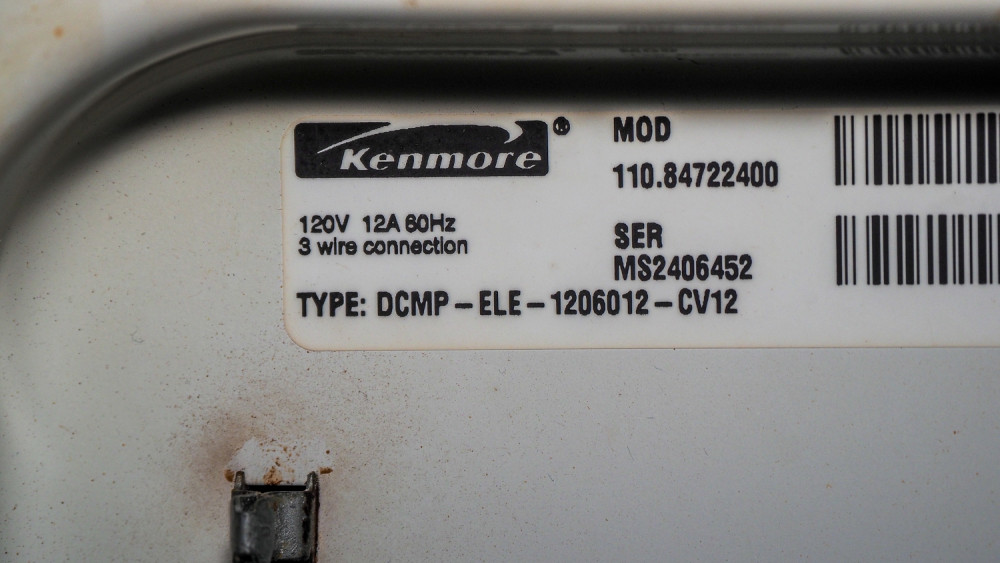 Kenmore®
MOD
110.84722400
120V 12A 60Hz
3 wire connection
SER
MS2406452
TYPE: DCMP-ELE-1206012-CV12